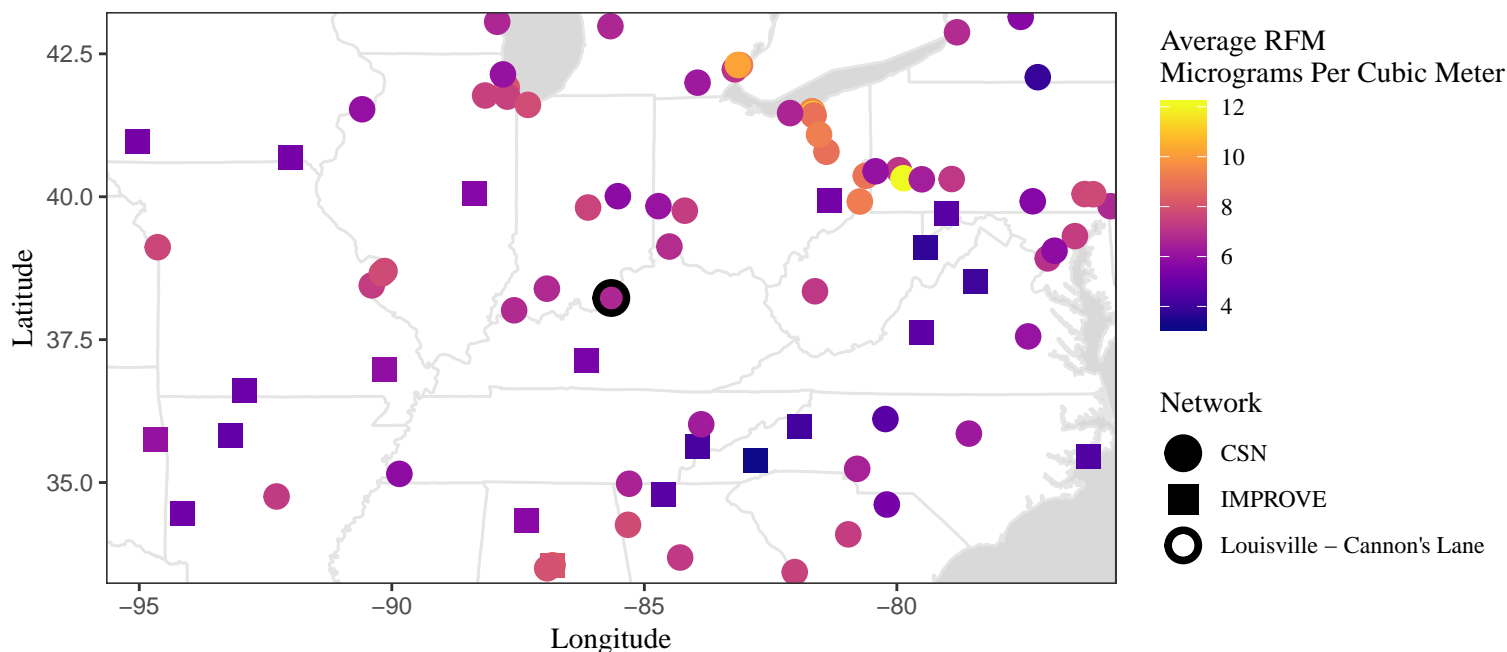 42.5
40.0
37.5
35.0
Latitude
−95
−90
−85
−80
Longitude
Average RFM
Micrograms Per Cubic Meter
12
10
8
6
4
Network
CSN
IMPROVE
Louisville – Cannon's Lane